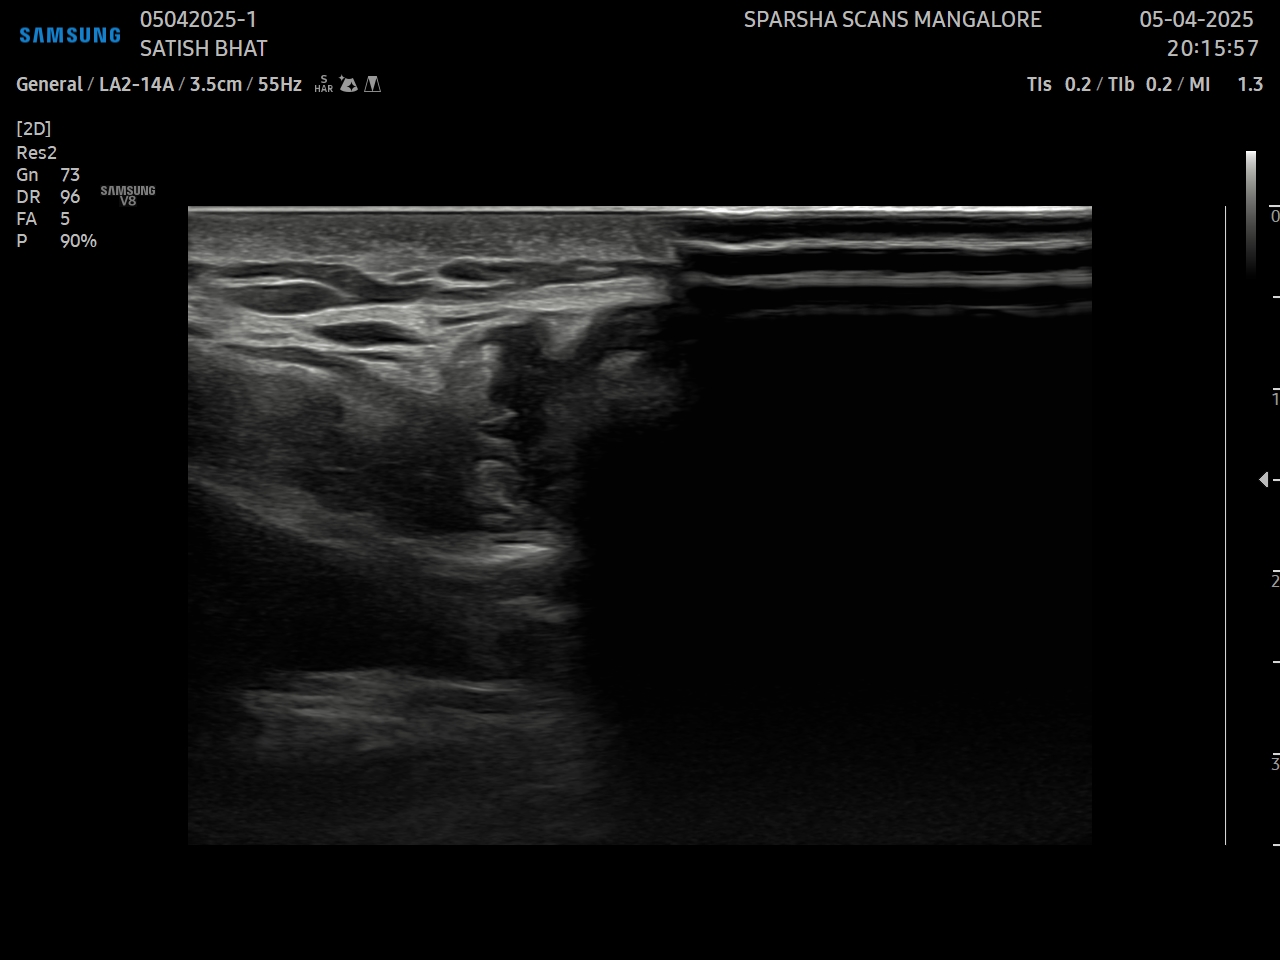 SAMSUNG
05042025-1
SATISH BHAT
SPARSHA SCANS MANGALORE
05-04-2025
20:15:57
General / LA2-14A / 3.5cm / 55Hz
S
HAR
TIs 0.2 / TIb 0.2 / MI 1.3
[2D]
Res2
Gn 73
DR 96
FA 5
P 90%
SAMSUNG
V8
0
1
2
3